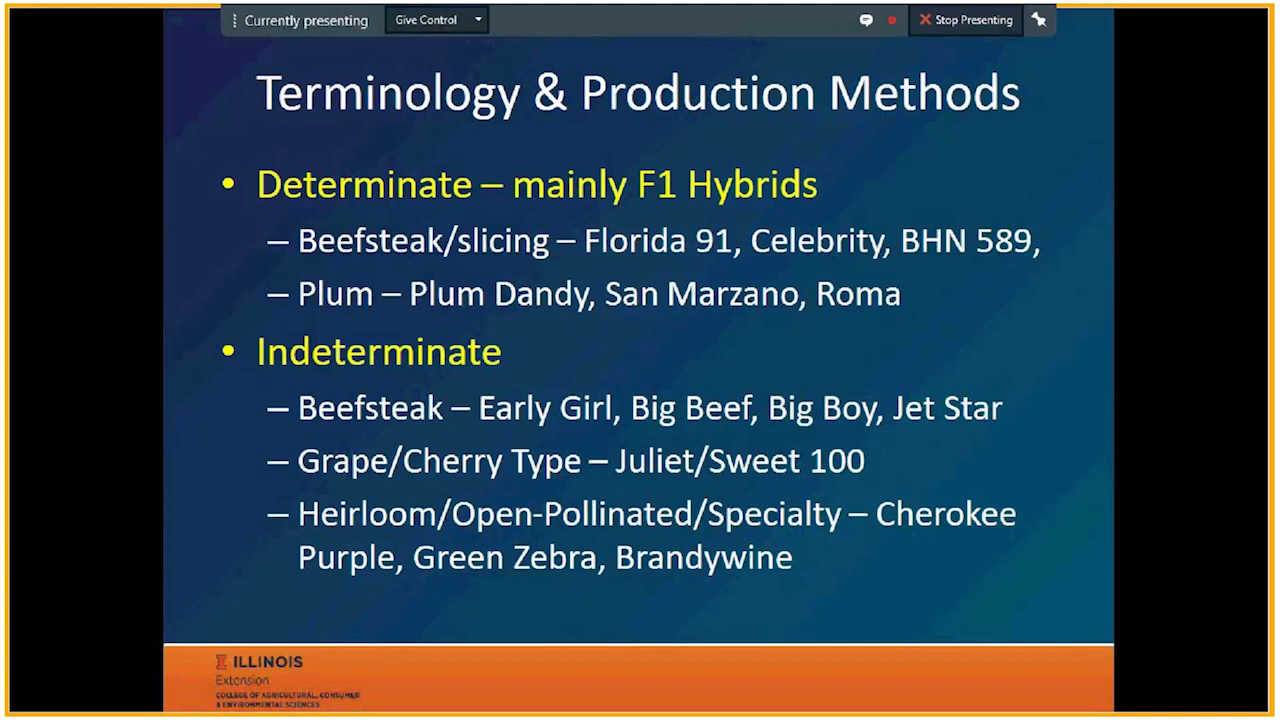 Currently presenting
Give Control
Stop Presenting
Terminology & Production Methods
• Determinate – mainly F1 Hybrids
– Beefsteak/slicing – Florida 91, Celebrity, BHN 589,
– Plum – Plum Dandy, San Marzano, Roma
• Indeterminate
– Beefsteak – Early Girl, Big Beef, Big Boy, Jet Star
– Grape/Cherry Type – Juliet/Sweet 100
– Heirloom/Open-Pollinated/Specialty – Cherokee
Purple, Green Zebra, Brandywine
I ILLINOIS
Extension
COLLEGE OF AGRICULTURAL, CONSUMER
& ENVIRONMENTAL SCIENCES